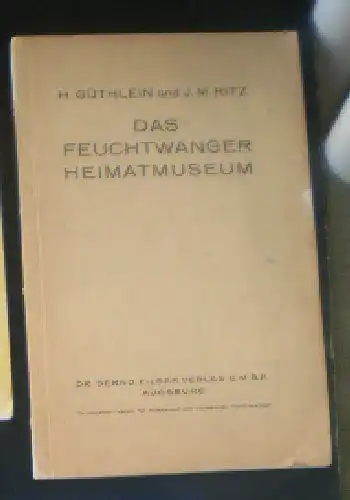 H. GÜTHLEIN und J. M. RITZ
DAS
FEUCHTWANGER
HEIMATMUSEUM
DR. BENNO FILSER VERLAG G.M.B.H.
AUGSBURG